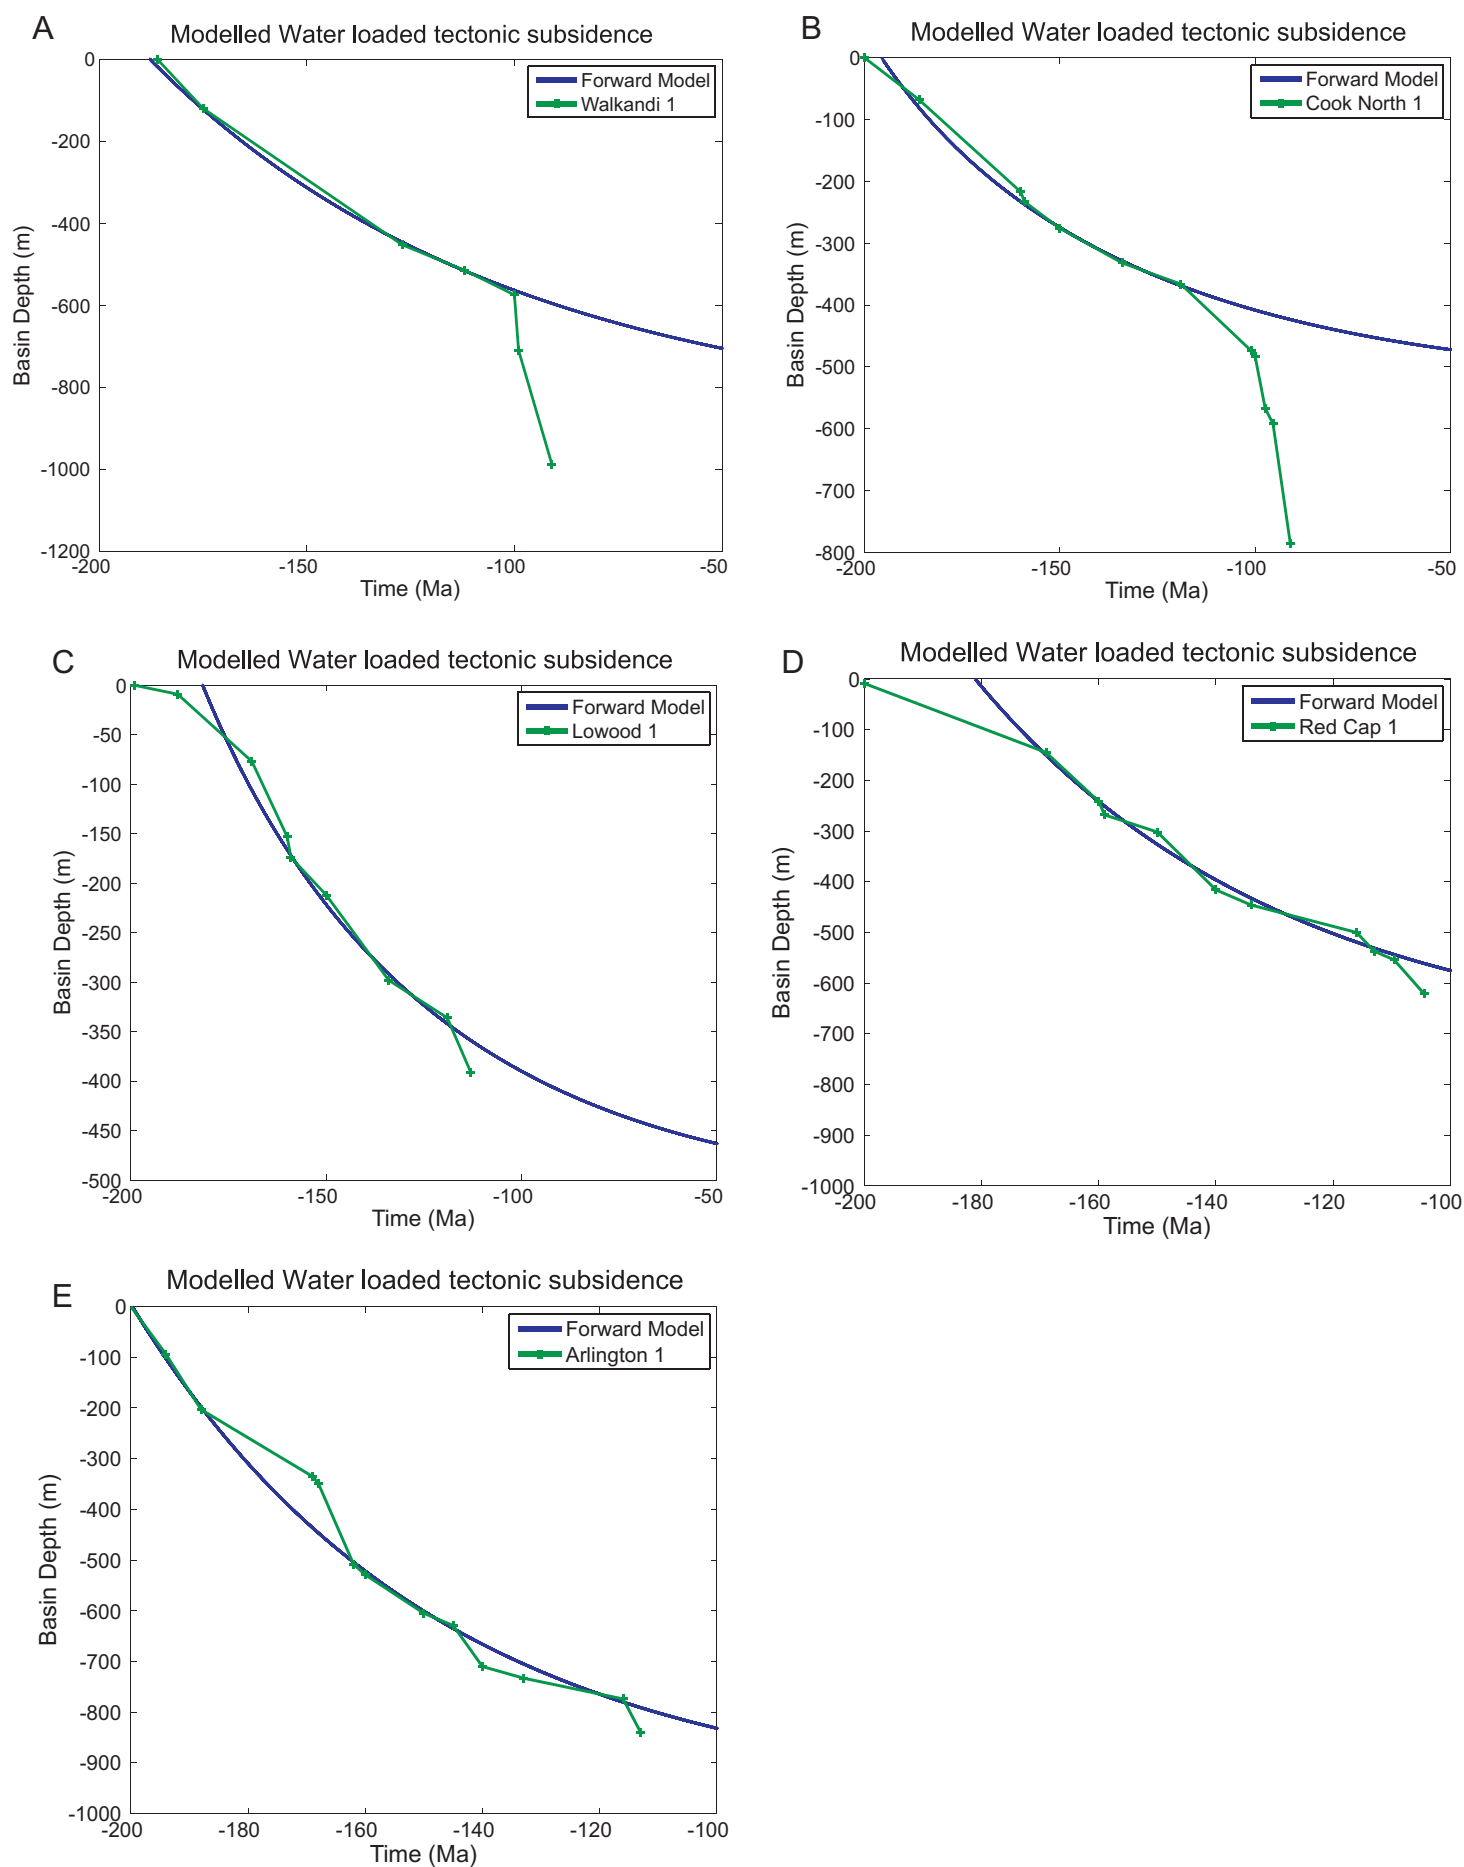 A
Modelled Water loaded tectonic subsidence
Forward Model
Walkandi 1
0
-200
-400
-600
-800
-1000
-1200
Basin Depth (m)
-200
-150
-100
-50
Time (Ma)
B
Modelled Water loaded tectonic subsidence
Forward Model
Cook North 1
0
-100
-200
-300
-400
-500
-600
-700
-800
Basin Depth (m)
-200
-150
-100
-50
Time (Ma)
C
Modelled Water loaded tectonic subsidence
Forward Model
Lowood 1
0
-50
-100
-150
-200
-250
-300
-350
-400
-450
-500
Basin Depth (m)
-200
-150
-100
-50
Time (Ma)
D
Modelled Water loaded tectonic subsidence
Forward Model
Red Cap 1
0
-100
-200
-300
-400
-500
-600
-700
-800
-900
-1000
Basin Depth (m)
-200
-180
-160
-140
-120
-100
Time (Ma)
E
Modelled Water loaded tectonic subsidence
Forward Model
Arlington 1
0
-100
-200
-300
-400
-500
-600
-700
-800
-900
-1000
Basin Depth (m)
-200
-180
-160
-140
-120
-100
Time (Ma)